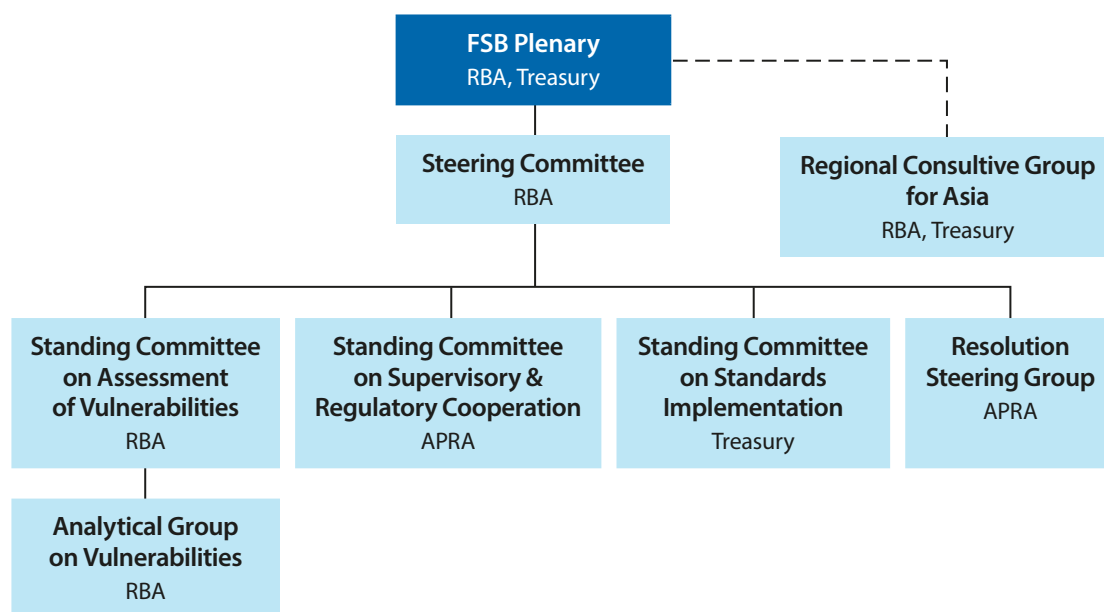 FSB Plenary
RBA, Treasury
Steering Committee
RBA
Regional Consultive Group
for Asia
RBA, Treasury
Standing Committee
on Assessment
of Vulnerabilities
RBA
Standing Committee
on Supervisory &
Regulatory Cooperation
APRA
Standing Committee
on Standards
Implementation
Treasury
Resolution
Steering Group
APRA
Analytical Group
on Vulnerabilities
RBA